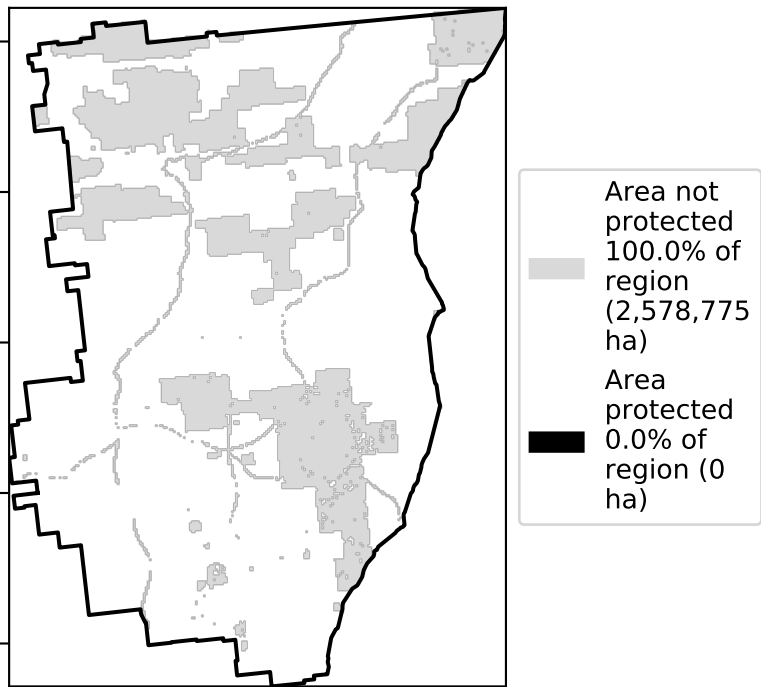 Area not
protected
100.0% of
region
(2,578,775
ha)
Area
protected
0.0% of
region (0
ha)